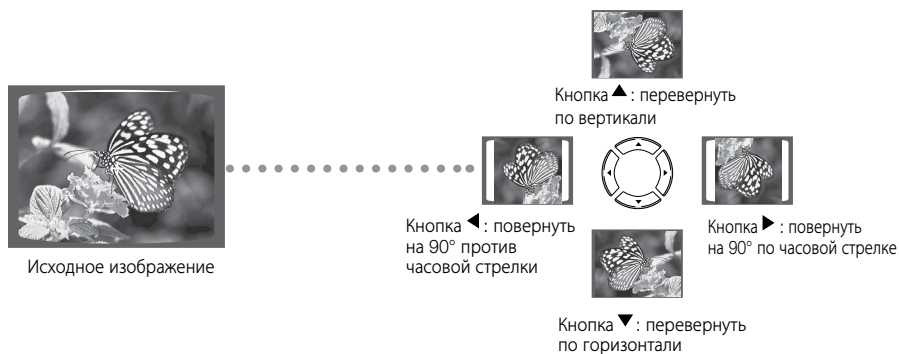 Кнопка ▲ : перевернуть
по вертикали
Кнопка ◀ : повернуть
на 90° против
часовой стрелки
Кнопка ▶ : повернуть
на 90° по часовой стрелке
Исходное изображение
Кнопка ▼ : перевернуть
по горизонтали